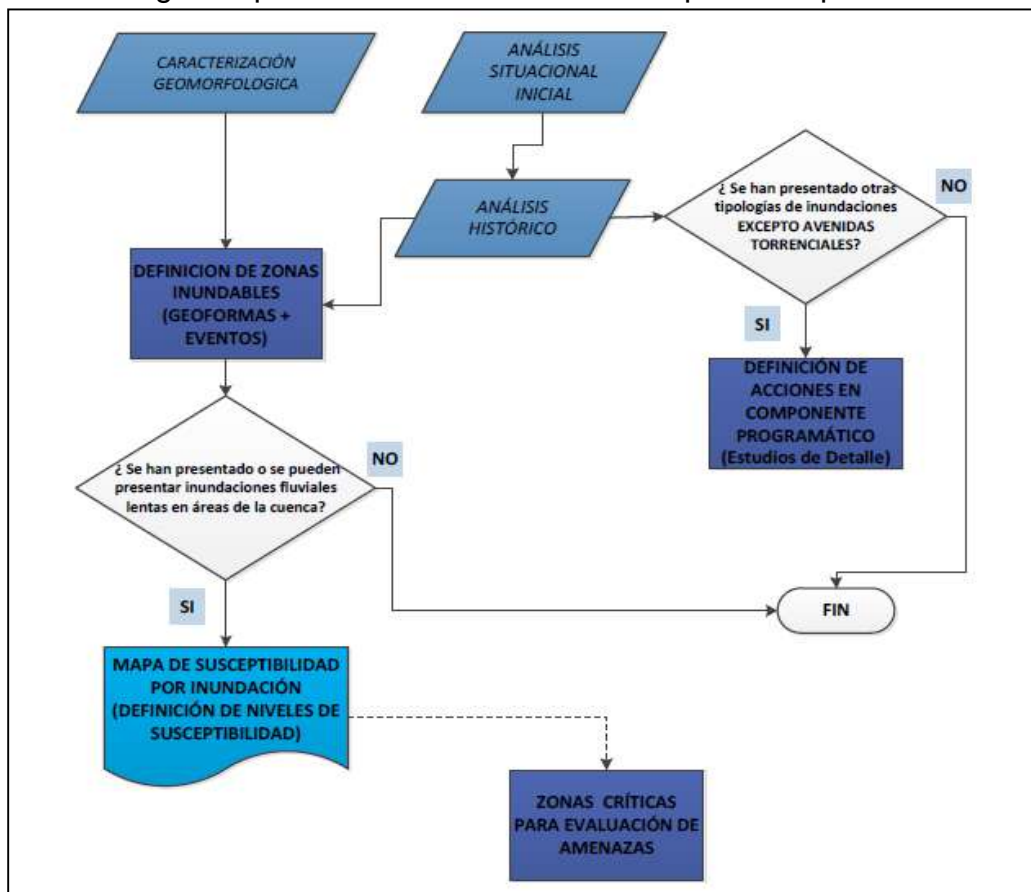 CARACTERIZACIÓN
GEOMORFOLOGICA
ANÁLISIS
SITUACIONAL
INICIAL
ANÁLISIS
HISTÓRICO
¿ Se han presentado otras
tipologías de inundaciones
EXCEPTO AVENIDAS
TORRENCIALES?
NO
DEFINICION DE ZONAS
INUNDABLES
(GEOFORMAS +
EVENTOS)
SI
DEFINICIÓN DE
ACCIONES EN
COMPONENTE
PROGRAMÁTICO
(Estudios de Detalle)
¿ Se han presentado o se pueden
presentar inundaciones fluviales
lentas en áreas de la cuenca?
NO
FIN
SI
MAPA DE SUSCEPTIBILIDAD
POR INUNDACIÓN
(DEFINICIÓN DE NIVELES DE
SUSCEPTIBILIDAD)
ZONAS CRÍTICAS
PARA EVALUACIÓN DE
AMENAZAS